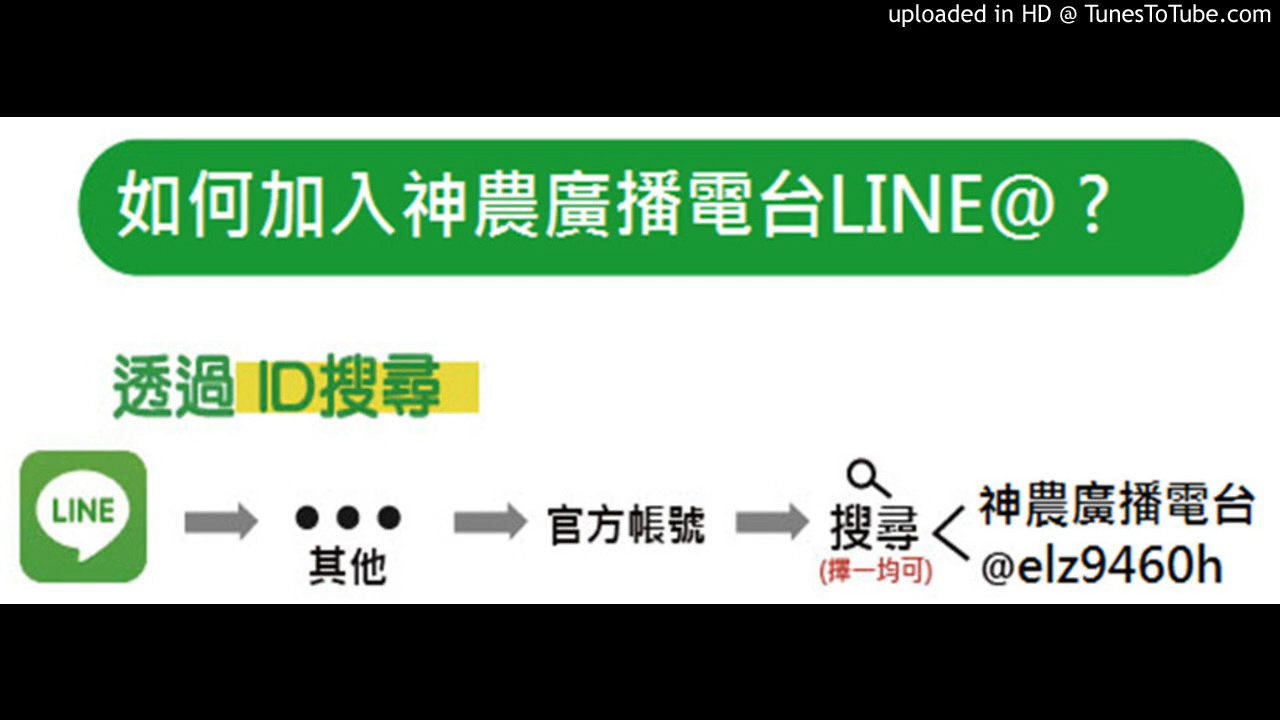 uploaded in HD @ TunesToTube.com
如何加入神農廣播電台LINE@？
透過 ID搜尋
LINE
其他
官方帳號
搜尋
(擇一均可)
神農廣播電台
@elz9460h